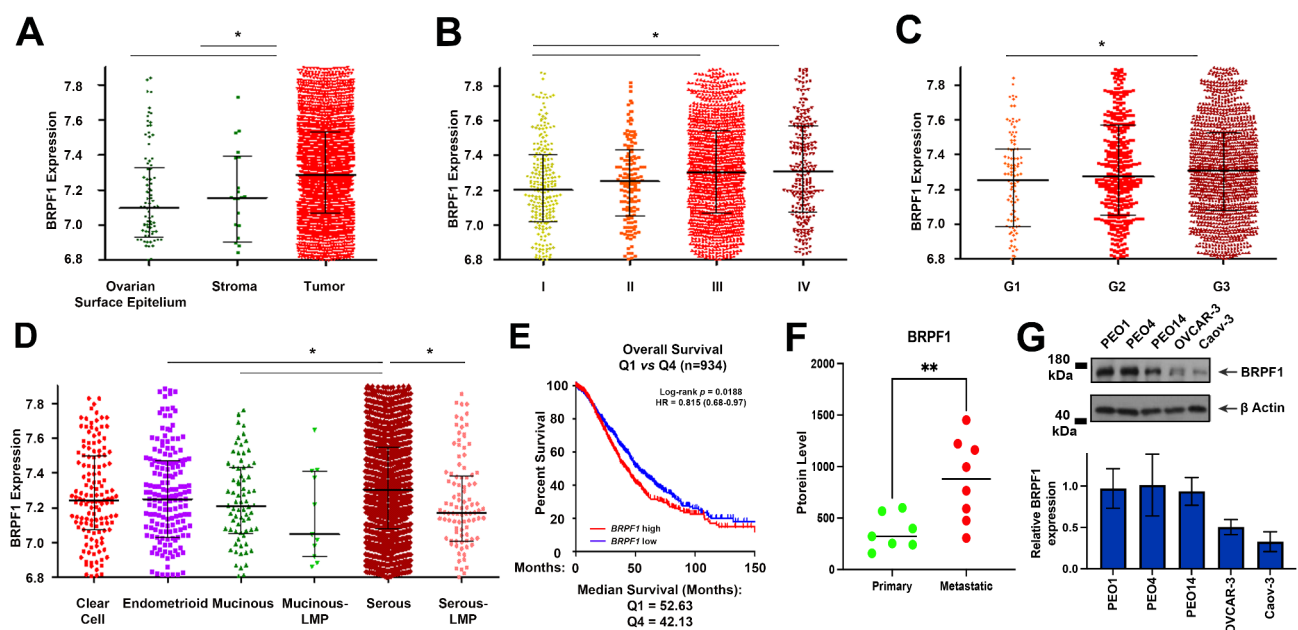 A
*
BRPF1 Expression
7.8
7.6
7.4
7.2
7.0
6.8
Ovarian
Surface Epitelium
Stroma
Tumor
B
*
BRPF1 Expression
7.8
7.6
7.4
7.2
7.0
6.8
I
II
III
IV
C
*
BRPF1 Expression
7.8
7.6
7.4
7.2
7.0
6.8
G1
G2
G3
D
*
*
BRPF1 Expression
7.8
7.6
7.4
7.2
7.0
6.8
Clear
Cell
Endometrioid
Mucinous
Mucinous-
LMP
Serous
Serous-
LMP
E
Overall Survival
Q1 vs Q4 (n=934)
Log-rank p = 0.0188
HR = 0.815 (0.68-0.97)
Percent Survival
100
80
60
40
20
BRPF1 high
BRPF1 low
Months:
0
50
100
150
Median Survival (Months):
Q1 = 52.63
Q4 = 42.13
F
BRPF1
**
Ptorein Level
2000
1500
1000
500
0
Primary
Metastatic
G
PEO1
PEO4
PEO14
OVCAR-3
Caov-3
180
kDa
BRPF1
40
kDa
β Actin
Relative BRPF1
expression
1.0
0.5
0.0
PEO1
PEO4
PEO14
OVCAR-3
Caov-3